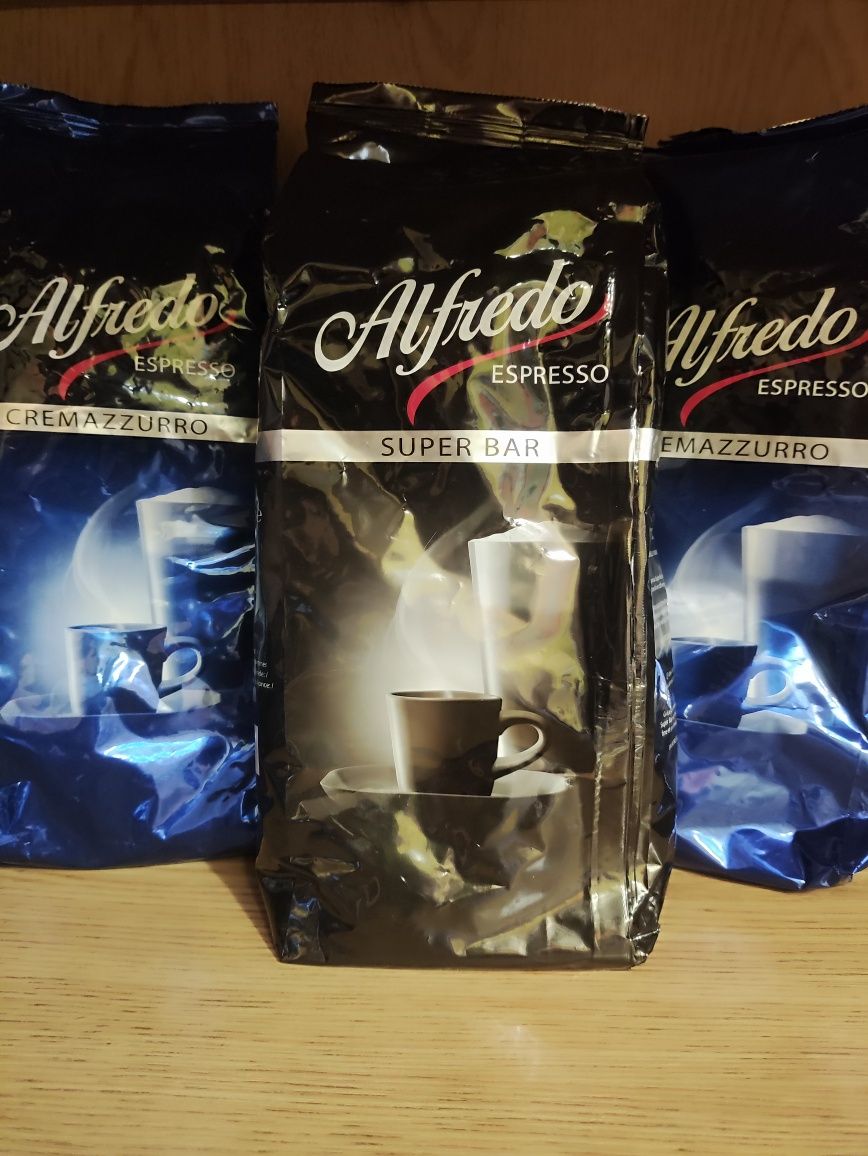 Alfredo
ESPRESSO
CREMAZZURRO
Alfredo
ESPRESSO
SUPER BAR
Alfredo
ESPRESSO
EMAZZURRO